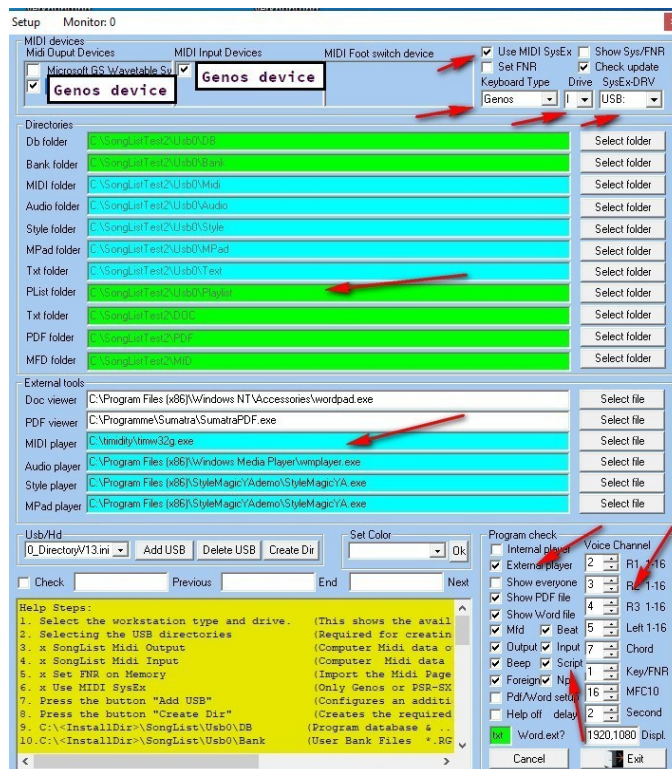 Setup Monitor: 0
MIDI devices
Midi Ouput Devices MIDI Input Devices MIDI Foot switch device
Microsoft GS Wavetable Sy
Genos device
Genos device
Use MIDI SysEx Show Sys/FNR
Set FNR Check update
Keyboard Type Drive SysEx-DRV
Genos I USB:
Directories
Db folder C:\SongListTest2\Usb0\DB Select folder
Bank folder C:\SongListTest2\Usb0\Bank Select folder
MIDI folder C:\SongListTest2\Usb0\Midi Select folder
Audio folder C:\SongListTest2\Usb0\Audio Select folder
Style folder C:\SongListTest2\Usb0\Style Select folder
MPad folder C:\SongListTest2\Usb0\MPad Select folder
Txt folder C:\SongListTest2\Usb0\Text Select folder
PList folder C:\SongListTest2\Usb0\Playlist Select folder
Txt folder C:\SongListTest2\DOC Select folder
PDF folder C:\SongListTest2\PDF Select folder
MFD folder C:\SongListTest2\MID Select folder
External tools
Doc viewer C:\Program Files (x86)\Windows NT\Accessories\wordpad.exe Select file
PDF viewer C:\Programme\Sumatra\SumatraPDF.exe Select file
MIDI player C:\timidity\timw32g.exe Select file
Audio player C:\Program Files (x86)\Windows Media Player\wmplayer.exe Select file
Style player C:\Program Files (x86)\StyleMagicYAdemo\StyleMagicYA.exe Select file
MPad player C:\Program Files (x86)\StyleMagicYAdemo\StyleMagicYA.exe Select file
Usb/Hd
0_DirectoryV13.ini Add USB Delete USB Create Dir
Set Color
Ok
Check Previous End Next
Help Steps:
1. Select the workstation type and drive. (This shows the avail
2. Selecting the USB directories (Required for creatin
3. x SongList Midi Output (Computer Midi data o
4. x SongList Midi Input (Computer Midi data
5. x Set FNR on Memory (Import the Midi Page
6. x Use MIDI SysEx (Only Genos or PSR-SX
7. Press the button "Add USB" (Configures an additi
8. Press the button "Create Dir" (Creates the required
9. C:\<InstallDir>\SongList\Usb0\DB (Program database & ..
10.C:\<InstallDir>\SongList\Usb0\Bank (User Bank Files *.RG
Program check
Voice Channel
Internal player 2 R1 1-16
External player
Show everyone 3 R2 1-16
Show PDF file
Show Word file 4 R3 1-16
Mfd Beat 5 Left 1-16
Output Input 7 Chord
Beep Script
Foreign 1 Key/FNR
Pdf/Word setup 16 MFC10
Help off delay 2 Second
txt Word.ext? 1920,1080 Displ.
Cancel Exit